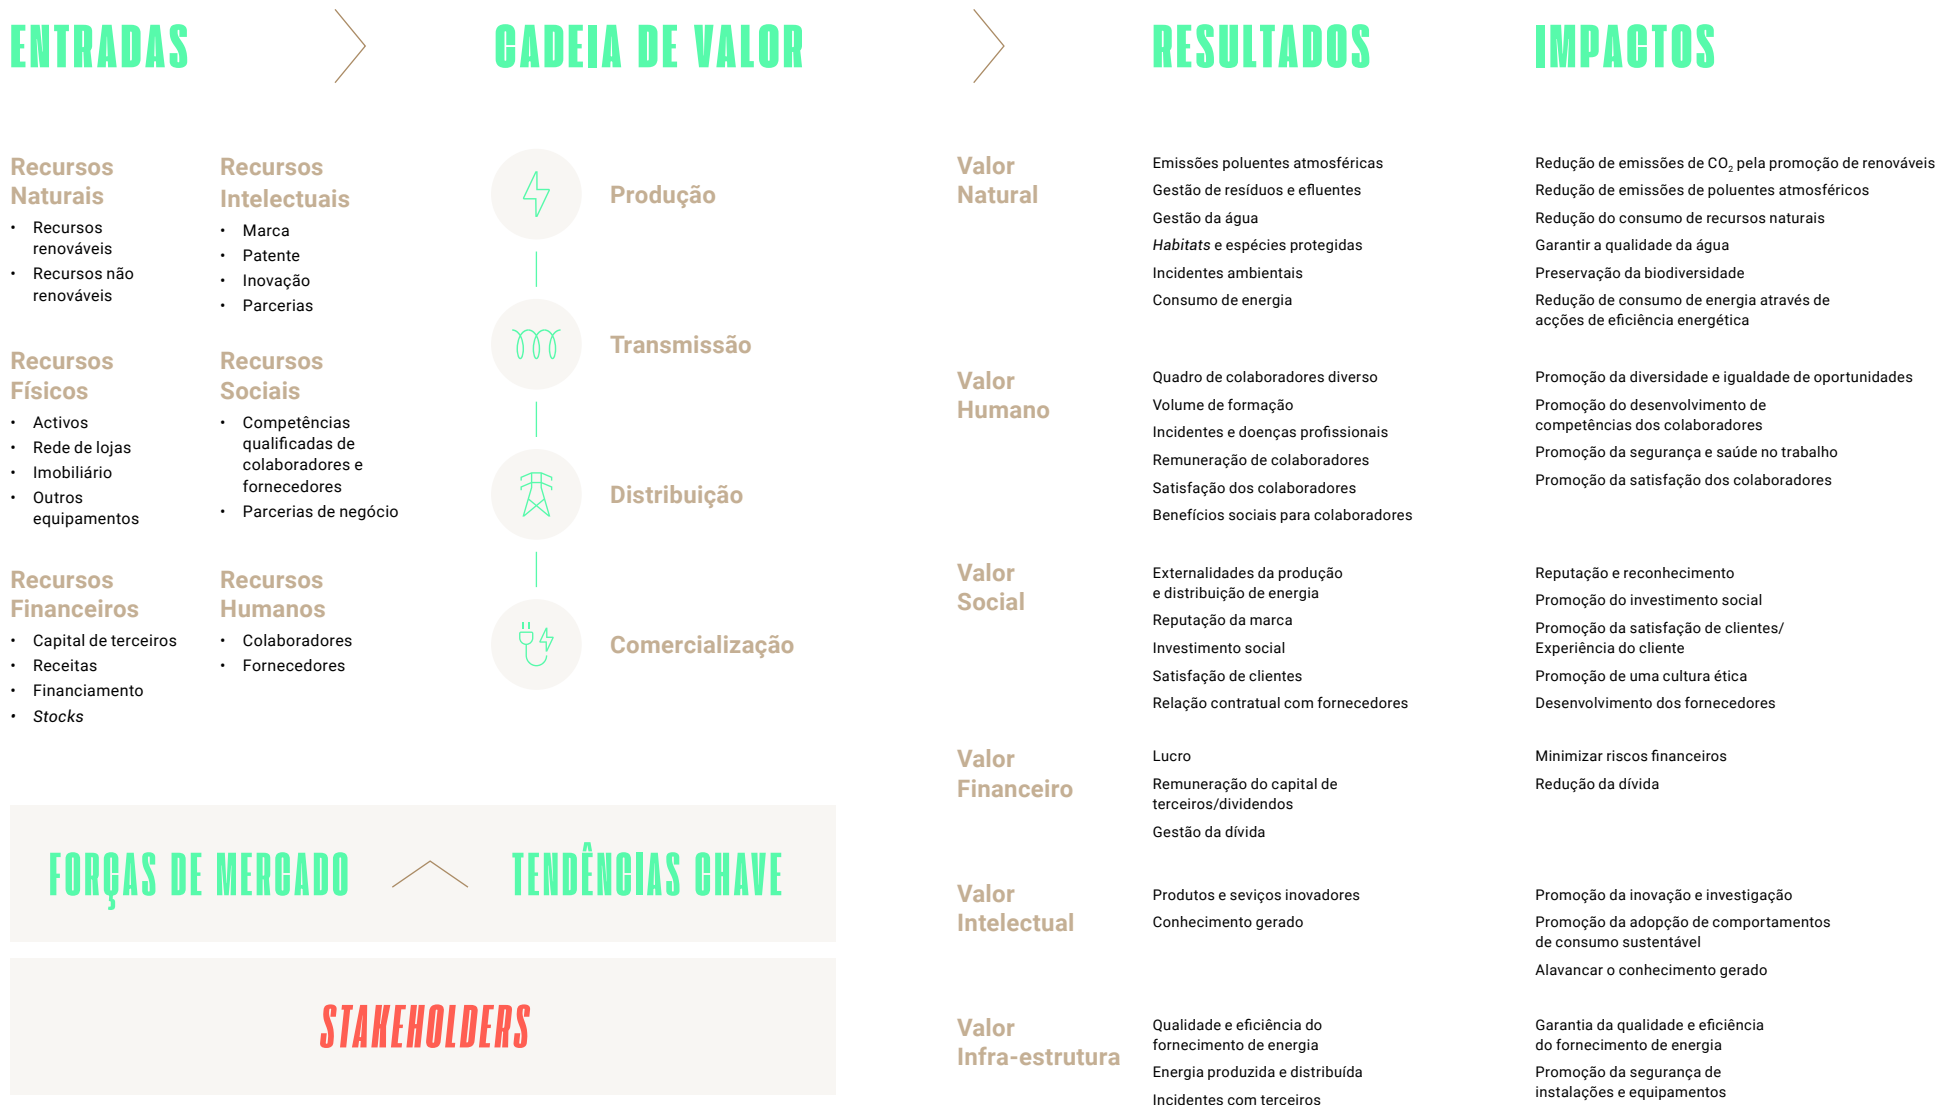 ENTRADAS
CADEIA DE VALOR
RESULTADOS
IMPACTOS
Recursos
Naturais
• Recursos
renováveis
• Recursos não
renováveis
Recursos
Intelectuais
• Marca
• Patente
• Inovação
• Parcerias
Recursos
Físicos
• Activos
• Rede de lojas
• Imobiliário
• Outros
equipamentos
Recursos
Sociais
• Competências
qualificadas de
colaboradores e
fornecedores
• Parcerias de negócio
Recursos
Financeiros
• Capital de terceiros
• Receitas
• Financiamento
• Stocks
Recursos
Humanos
• Colaboradores
• Fornecedores
Produção
Transmissão
Distribuição
Comercialização
FORÇAS DE MERCADO
TENDÊNCIAS CHAVE
STAKEHOLDERS
Valor
Natural
Emissões poluentes atmosféricas
Gestão de resíduos e efluentes
Gestão da água
Habitats e espécies protegidas
Incidentes ambientais
Consumo de energia
Redução de emissões de CO₂ pela promoção de renováveis
Redução de emissões de poluentes atmosféricos
Redução do consumo de recursos naturais
Garantir a qualidade da água
Preservação da biodiversidade
Redução de consumo de energia através de
acções de eficiência energética
Valor
Humano
Quadro de colaboradores diverso
Volume de formação
Incidentes e doenças profissionais
Remuneração de colaboradores
Satisfação dos colaboradores
Benefícios sociais para colaboradores
Promoção da diversidade e igualdade de oportunidades
Promoção do desenvolvimento de
competências dos colaboradores
Promoção da segurança e saúde no trabalho
Promoção da satisfação dos colaboradores
Valor
Social
Externalidades da produção
e distribuição de energia
Reputação da marca
Investimento social
Satisfação de clientes
Relação contratual com fornecedores
Reputação e reconhecimento
Promoção do investimento social
Promoção da satisfação de clientes/
Experiência do cliente
Promoção de uma cultura ética
Desenvolvimento dos fornecedores
Valor
Financeiro
Lucro
Remuneração do capital de
terceiros/dividendos
Gestão da dívida
Minimizar riscos financeiros
Redução da dívida
Valor
Intelectual
Produtos e seviços inovadores
Conhecimento gerado
Promoção da inovação e investigação
Promoção da adopção de comportamentos
de consumo sustentável
Alavancar o conhecimento gerado
Valor
Infra-estrutura
Qualidade e eficiência do
fornecimento de energia
Energia produzida e distribuída
Incidentes com terceiros
Garantia da qualidade e eficiência
do fornecimento de energia
Promoção da segurança de
instalações e equipamentos